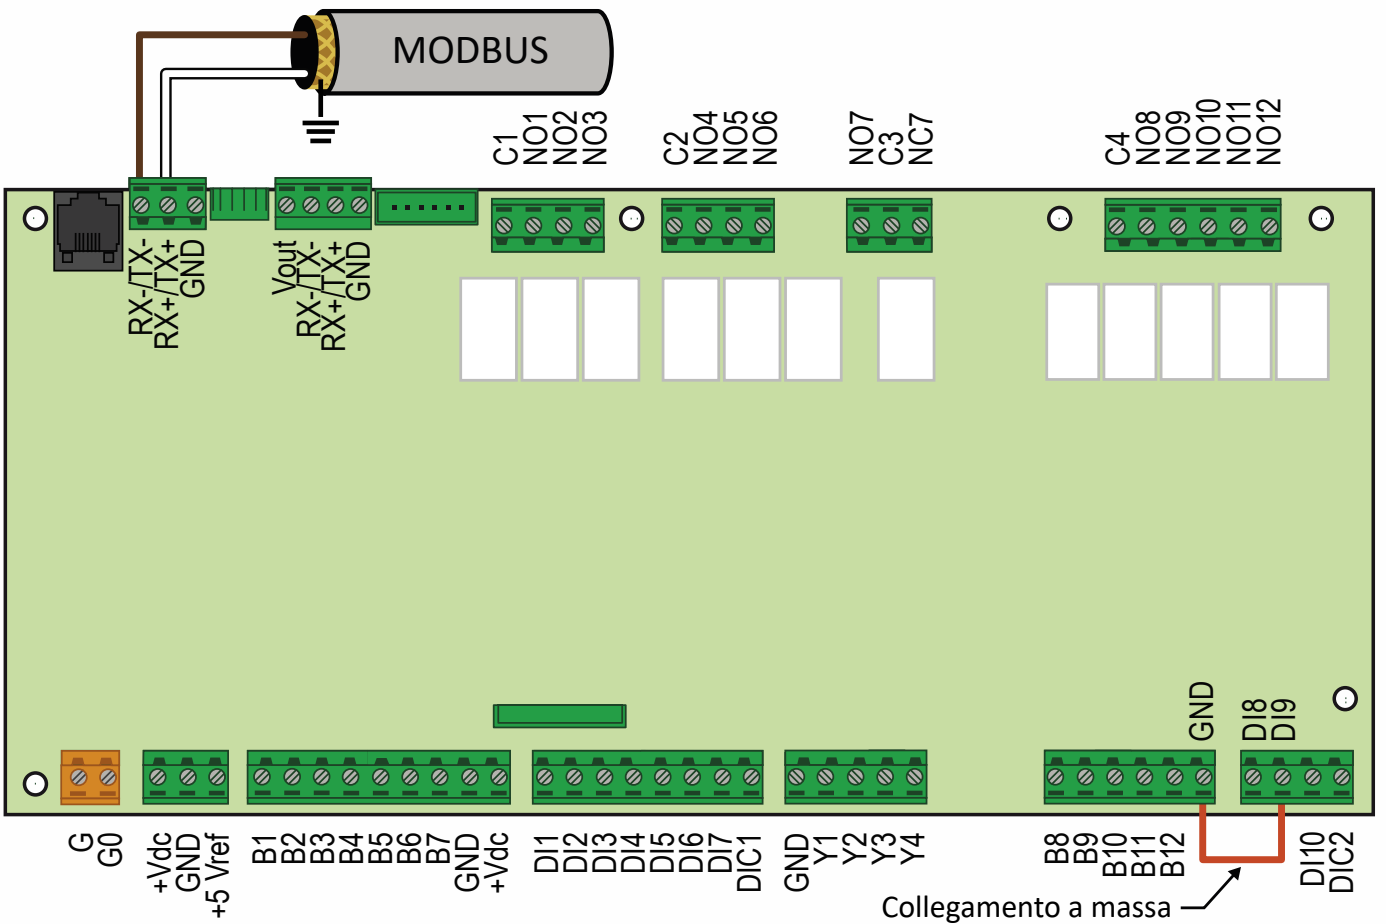 MODBUS
C1
NO1
NO2
NO3
C2
NO4
NO5
NO6
NO7
C3
NC7
C4
NO8
NO9
NO10
NO11
NO12
RX-/TX-
RX+/TX+
GND
Vout
RX-/TX-
RX+/TX+
GND
GND
DI8
DI9
G
G0
+Vdc
GND
+5 Vref
B1
B2
B3
B4
B5
B6
B7
GND
+Vdc
DI1
DI2
DI3
DI4
DI5
DI6
DI7
DIC1
GND
Y1
Y2
Y3
Y4
B8
B9
B10
B11
B12
DI10
DIC2
Collegamento a massa